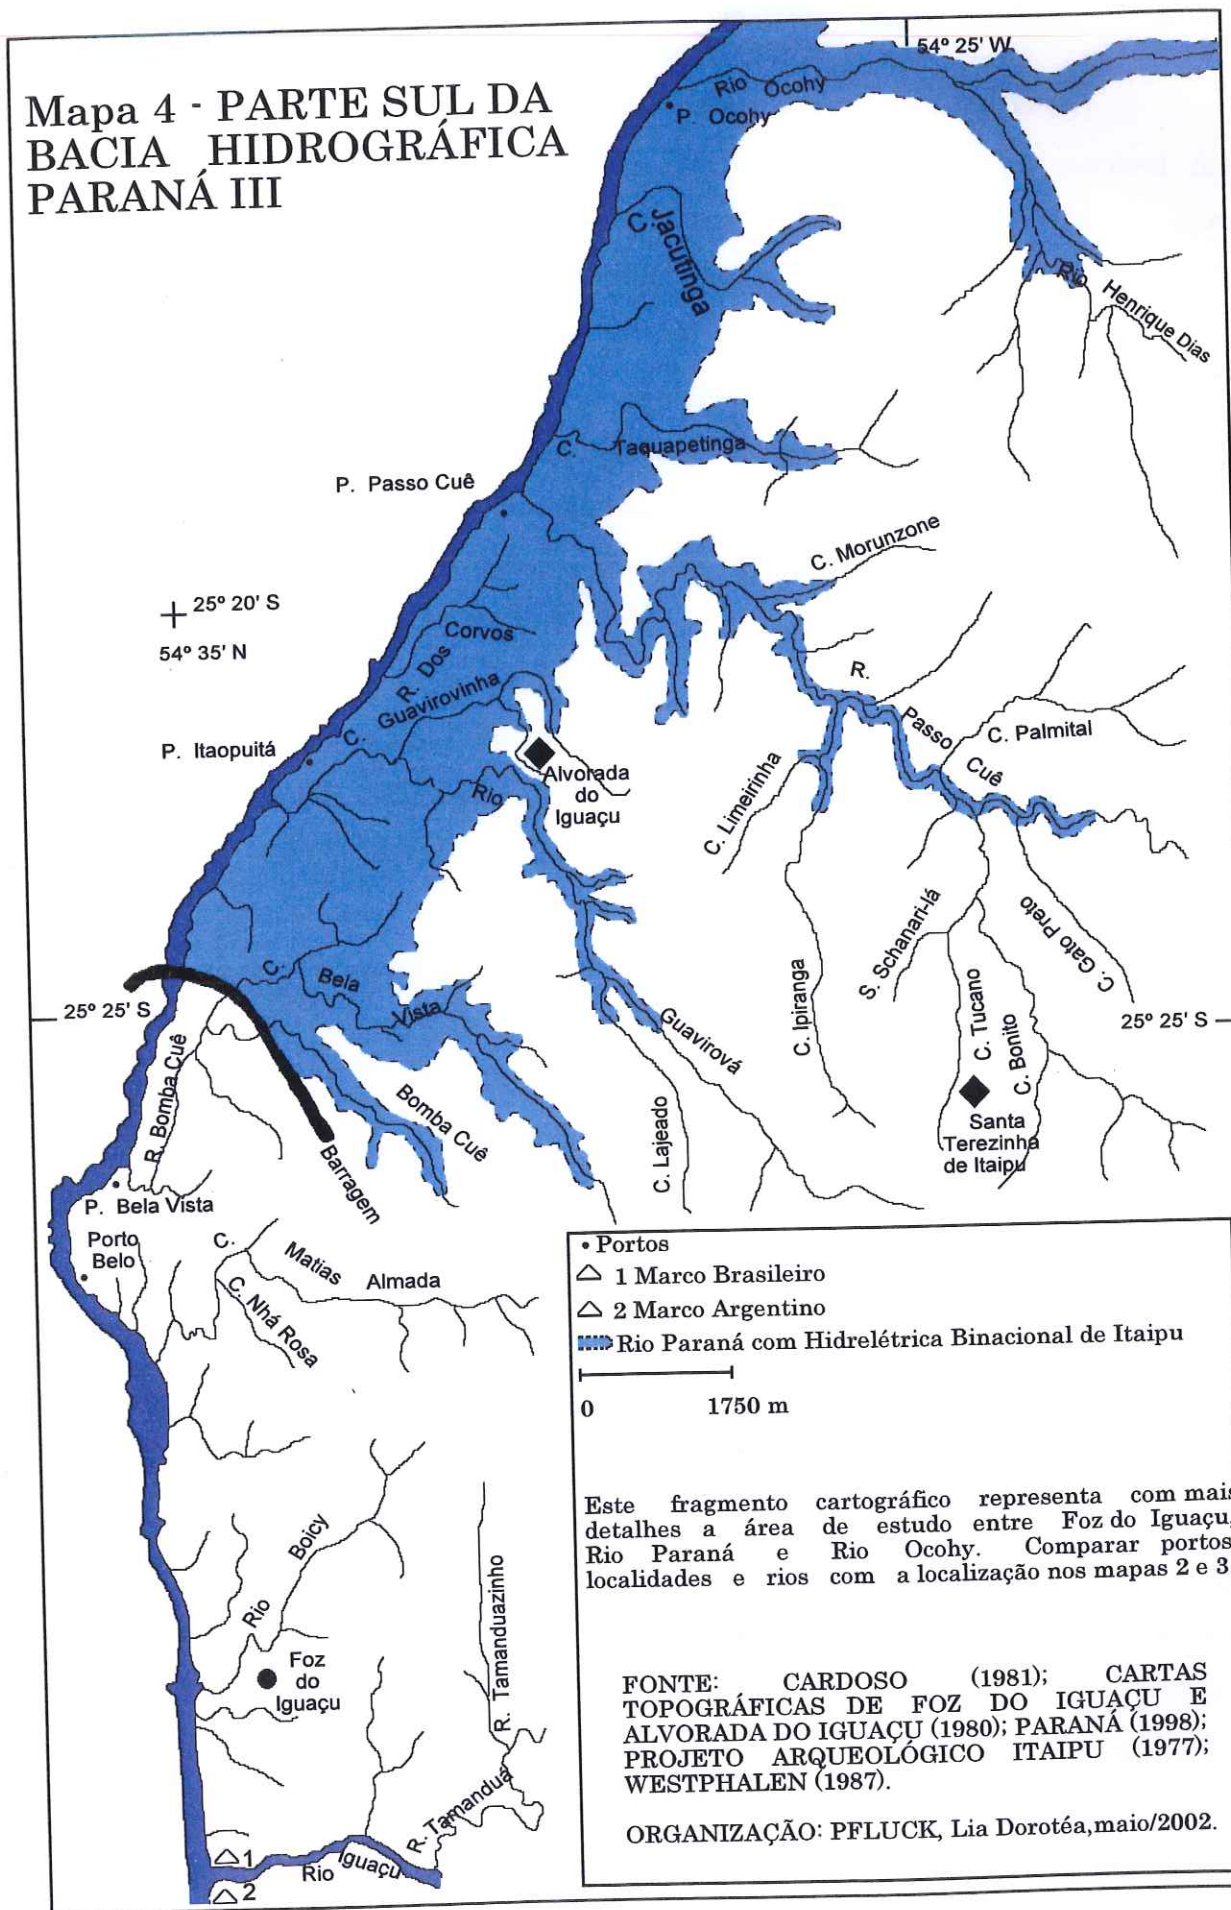 Mapa 4 - PARTE SUL DA
BACIA HIDROGRÁFICA
PARANÁ III
54° 25' W
Rio Ocohy
P. Ocohy
C. Jacutinga
Rio Henrique Dias
C. Taquapetinga
P. Passo Cuê
C. Morunzone
25° 20' S
54° 35' N
R. Dos Corvos
C. Guavirovinha
R. Passo Cuê
C. Palmital
P. Itaopuitá
Alvorada
do
Iguaçu
Rio Guavirová
C. Limeirinha
C. Ipiranga
S. Schanari-lá
C. Gato Preto
C. Tucano
C. Bonito
C. Bela Vista
25° 25' S
25° 25' S
R. Bomba Cuê
Bomba Cuê
Barragem
C. Lajeado
Santa
Terezinha
de Itaipu
P. Bela Vista
Porto
Belo
C. Matias Almada
C. Nhá Rosa
• Portos
1 Marco Brasileiro
2 Marco Argentino
Rio Paraná com Hidrelétrica Binacional de Itaipu
0 1750 m
Este fragmento cartográfico representa com mais
detalhes a área de estudo entre Foz do Iguaçu,
Rio Paraná e Rio Ocohy. Comparar portos
localidades e rios com a localização nos mapas 2 e 3
Rio Boicy
Foz
do
Iguaçu
R. Tamanduazinho
R. Tamanduá
1
2
Rio Iguaçu
FONTE: CARDOSO (1981); CARTAS
TOPOGRÁFICAS DE FOZ DO IGUAÇU E
ALVORADA DO IGUAÇU (1980); PARANÁ (1998);
PROJETO ARQUEOLÓGICO ITAIPU (1977);
WESTPHALEN (1987).
ORGANIZAÇÃO: PFLUCK, Lia Dorotéa,maio/2002.